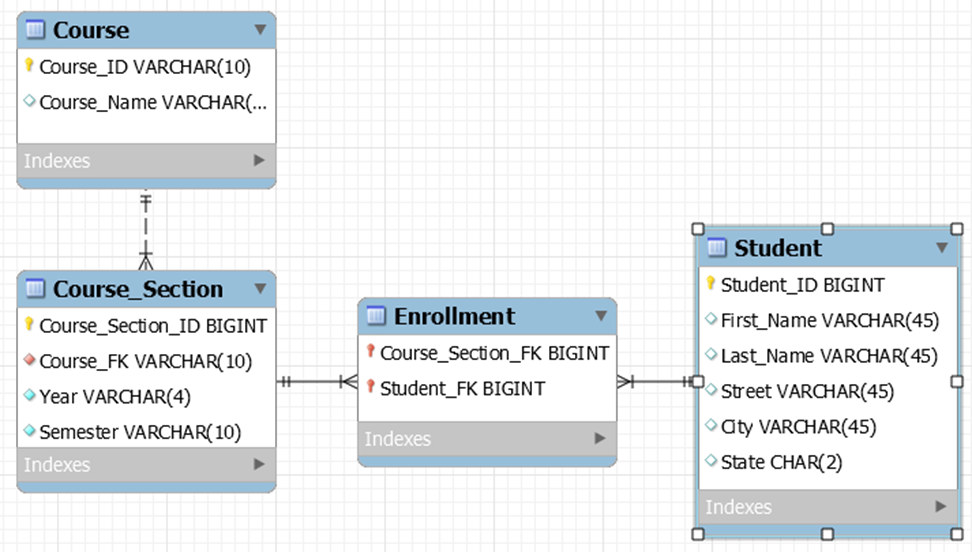 Course
Course_ID VARCHAR(10)
Course_Name VARCHAR(...
Indexes
Course_Section
Course_Section_ID BIGINT
Course_FK VARCHAR(10)
Year VARCHAR(4)
Semester VARCHAR(10)
Indexes
Enrollment
Course_Section_FK BIGINT
Student_FK BIGINT
Indexes
Student
Student_ID BIGINT
First_Name VARCHAR(45)
Last_Name VARCHAR(45)
Street VARCHAR(45)
City VARCHAR(45)
State CHAR(2)
Indexes